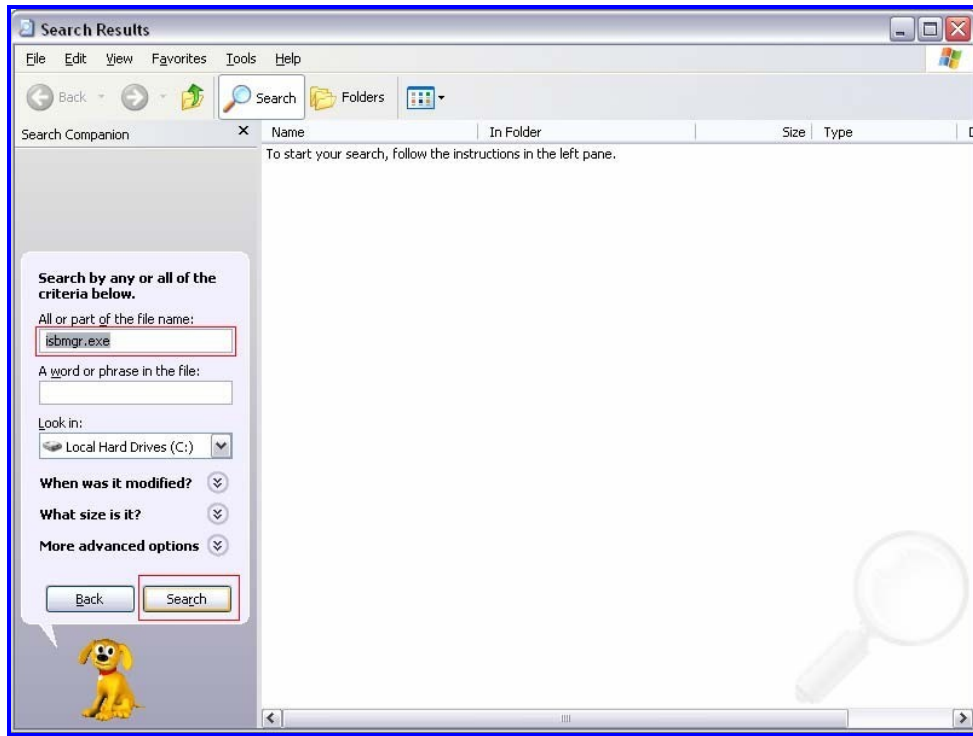 Search Results
File Edit View Favorites Tools Help
Back Search Folders
Search Companion
Name In Folder Size Type
To start your search, follow the instructions in the left pane.
Search by any or all of the
criteria below.
All or part of the file name:
isbmgr.exe
A word or phrase in the file:
Look in:
Local Hard Drives (C:)
When was it modified?
What size is it?
More advanced options
Back Search